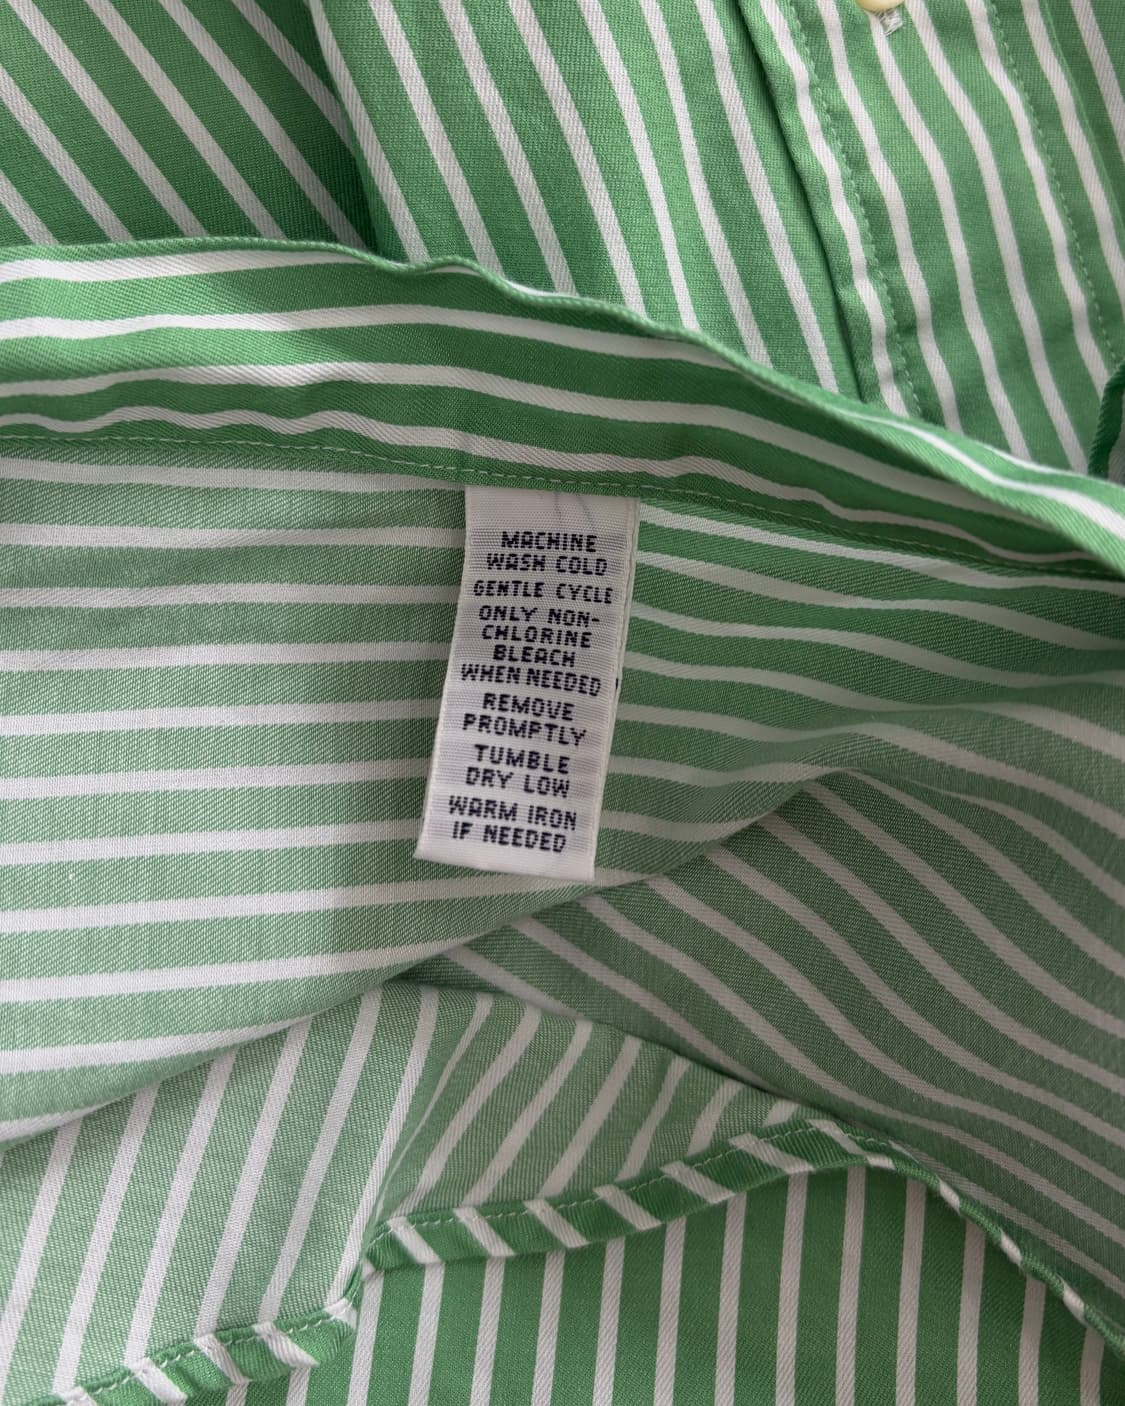 MACHINE
WASH COLD
GENTLE CYCLE
ONLY NON-
CHLORINE
BLEACH
WHEN NEEDED
REMOVE
PROMPTLY
TUMBLE
DRY LOW
WARM IRON
IF NEEDED